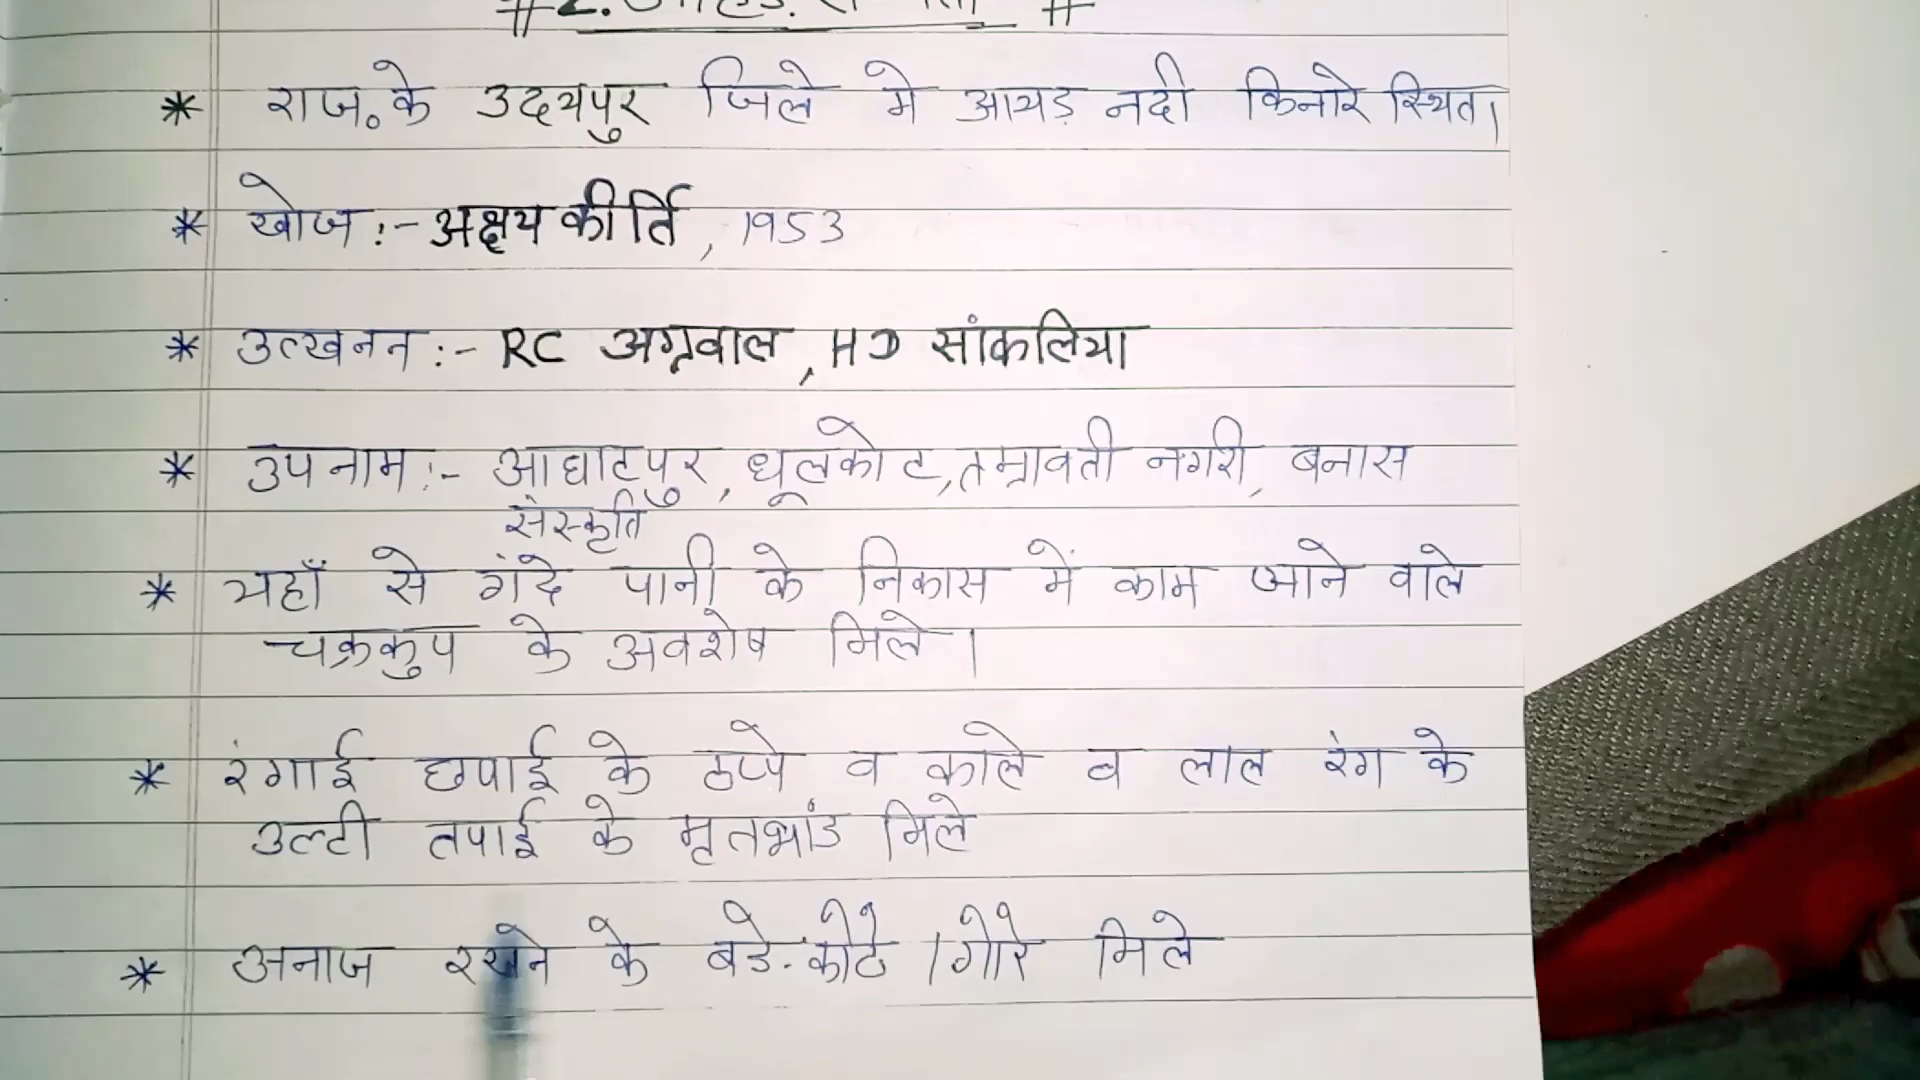 #2.
* राज॰के उदयपुर जिले मे आयड़ नदी किनारे स्थित।
* खोज :- अक्षय कीर्ति, 1953
* उत्खनन :- RC अग्रवाल, HD सांकलिया
* उपनाम :- आघाटपुर, धूलकोट, तम्रावती नगरी, बनास
संस्कृति
* यहाँ से गंदे पानी के निकास में काम आने वाले
चक्रकुप के अवशेष मिले।
* रंगाई छपाई के ठप्पे व काले व लाल रंग के
उल्टी तपाई के मृतभांड मिले
* अनाज रखने के बडे.कोठे / गोरे मिले